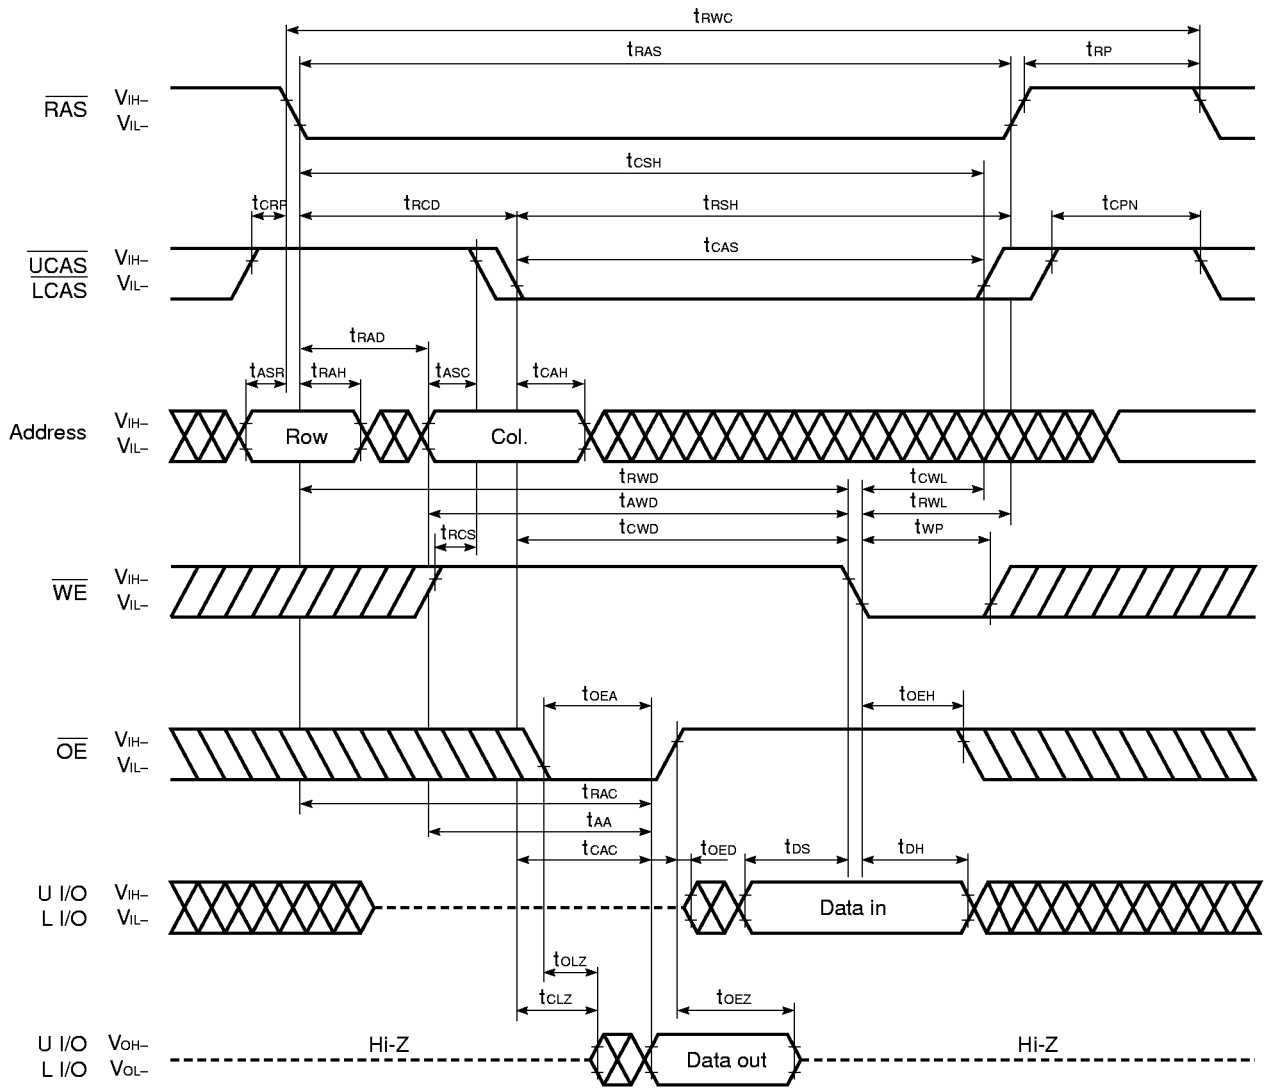 tRWC
tRAS tRP
RAS VIH–
VIL–
tCSH
tCRP tRCD tRSH tCPN
UCAS VIH– tCAS
LCAS VIL–
tRAD
tASR tRAH tASC tCAH
Address VIH–
VIL– Row Col.
tRWD tCWL
tAWD tRWL
tRCS tCWD tWP
WE VIH–
VIL–
tOEA tOEH
OE VIH–
VIL–
tRAC
tAA
tCAC tOED tDS tDH
U I/O VIH–
L I/O VIL– Data in
tOLZ
tCLZ tOEZ
U I/O VOH– Hi-Z Hi-Z
L I/O VOL– Data out